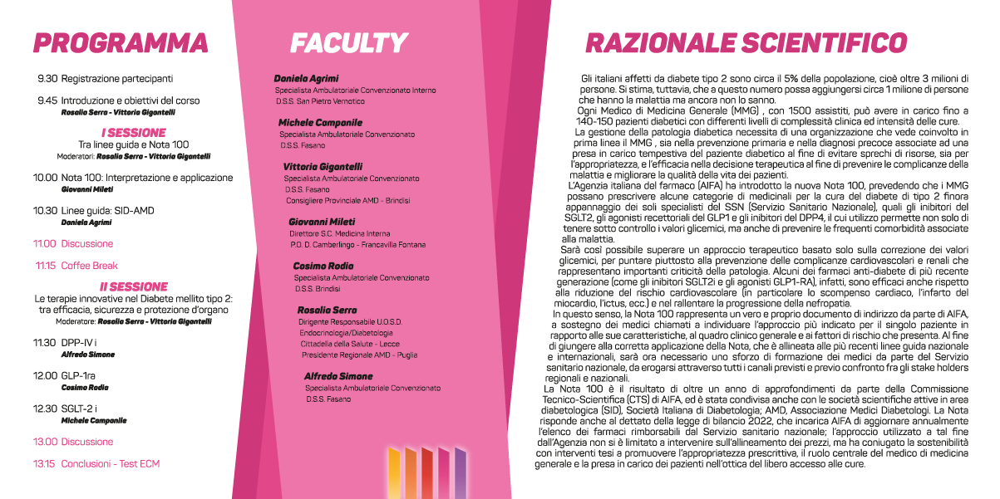 PROGRAMMA
9.30 Registrazione partecipanti
9.45 Introduzione e obiettivi del corso
Rosalia Serra - Vittoria Gigantelli
I SESSIONE
Tra linee guida e Nota 100
Moderatori: Rosalia Serra - Vittoria Gigantelli
10.00 Nota 100: Interpretazione e applicazione
Giovanni Mileti
10.30 Linee guida: SID-AMD
Daniela Agrimi
11.00 Discussione
11.15 Coffee Break
II SESSIONE
Le terapie innovative nel Diabete mellito tipo 2:
tra efficacia, sicurezza e protezione d'organo
Moderatore: Rosalia Serra - Vittoria Gigantelli
11.30 DPP-IV i
Alfredo Simone
12.00 GLP-1ra
Cosimo Rodia
12.30 SGLT-2 i
Michele Campanile
13.00 Discussione
13.15 Conclusioni - Test ECM
FACULTY
Daniela Agrimi
Specialista Ambulatoriale Convenzionato Interno
D.S.S. San Pietro Vernotico
Michele Campanile
Specialista Ambulatoriale Convenzionato
D.S.S. Fasano
Vittoria Gigantelli
Specialista Ambulatoriale Convenzionato
D.S.S. Fasano
Consigliere Provinciale AMD - Brindisi
Giovanni Mileti
Direttore S.C. Medicina Interna
P.O. D. Camberlingo - Francavilla Fontana
Cosimo Rodia
Specialista Ambulatoriale Convenzionato
D.S.S. Brindisi
Rosalia Serra
Dirigente Responsabile U.O.S.D.
Endocrinologia/Diabetologia
Cittadella della Salute - Lecce
Presidente Regionale AMD - Puglia
Alfredo Simone
Specialista Ambulatoriale Convenzionato
D.S.S. Fasano
RAZIONALE SCIENTIFICO
Gli italiani affetti da diabete tipo 2 sono circa il 5% della popolazione, cioè oltre 3 milioni di
persone. Si stima, tuttavia, che a questo numero possa aggiungersi circa 1 milione di persone
che hanno la malattia ma ancora non lo sanno.
Ogni Medico di Medicina Generale (MMG) , con 1500 assistiti, può avere in carico fino a
140-150 pazienti diabetici con differenti livelli di complessità clinica ed intensità delle cure.
La gestione della patologia diabetica necessita di una organizzazione che vede coinvolto in
prima linea il MMG , sia nella prevenzione primaria e nella diagnosi precoce associate ad una
presa in carico tempestiva del paziente diabetico al fine di evitare sprechi di risorse, sia per
l'appropriatezza, e l'efficacia nella decisione terapeutica al fine di prevenire le complicanze della
malattia e migliorare la qualità della vita dei pazienti.
L'Agenzia italiana del farmaco (AIFA) ha introdotto la nuova Nota 100, prevedendo che i MMG
possano prescrivere alcune categorie di medicinali per la cura del diabete di tipo 2 finora
appannaggio dei soli specialisti del SSN (Servizio Sanitario Nazionale), quali gli inibitori del
SGLT2, gli agonisti recettoriali del GLP1 e gli inibitori del DPP4, il cui utilizzo permette non solo di
tenere sotto controllo i valori glicemici, ma anche di prevenire le frequenti comorbidità associate
alla malattia.
Sarà così possibile superare un approccio terapeutico basato solo sulla correzione dei valori
glicemici, per puntare piuttosto alla prevenzione delle complicanze cardiovascolari e renali che
rappresentano importanti criticità della patologia. Alcuni dei farmaci anti-diabete di più recente
generazione (come gli inibitori SGLT2i e gli agonisti GLP1-RA), infatti, sono efficaci anche rispetto
alla riduzione del rischio cardiovascolare (in particolare lo scompenso cardiaco, l'infarto del
miocardio, l'ictus, ecc.) e nel rallentare la progressione della nefropatia.
In questo senso, la Nota 100 rappresenta un vero e proprio documento di indirizzo da parte di AIFA,
a sostegno dei medici chiamati a individuare l'approccio più indicato per il singolo paziente in
rapporto alle sue caratteristiche, al quadro clinico generale e ai fattori di rischio che presenta. Al fine
di giungere alla corretta applicazione della Nota, che è allineata alle più recenti linee guida nazionale
e internazionali, sarà ora necessario uno sforzo di formazione dei medici da parte del Servizio
sanitario nazionale, da erogarsi attraverso tutti i canali previsti e previo confronto fra gli stake holders
regionali e nazionali.
La Nota 100 è il risultato di oltre un anno di approfondimenti da parte della Commissione
Tecnico-Scientifica (CTS) di AIFA, ed è stata condivisa anche con le società scientifiche attive in area
diabetologica (SID), Società Italiana di Diabetologia; AMD, Associazione Medici Diabetologi. La Nota
risponde anche al dettato della legge di bilancio 2022, che incarica AIFA di aggiornare annualmente
l'elenco dei farmaci rimborsabili del Servizio sanitario nazionale; l'approccio utilizzato a tal fine
dall'Agenzia non si è limitato a intervenire sull'allineamento dei prezzi, ma ha coniugato la sostenibilità
con interventi tesi a promuovere l'appropriatezza prescrittiva, il ruolo centrale del medico di medicina
generale e la presa in carico dei pazienti nell'ottica del libero accesso alle cure.